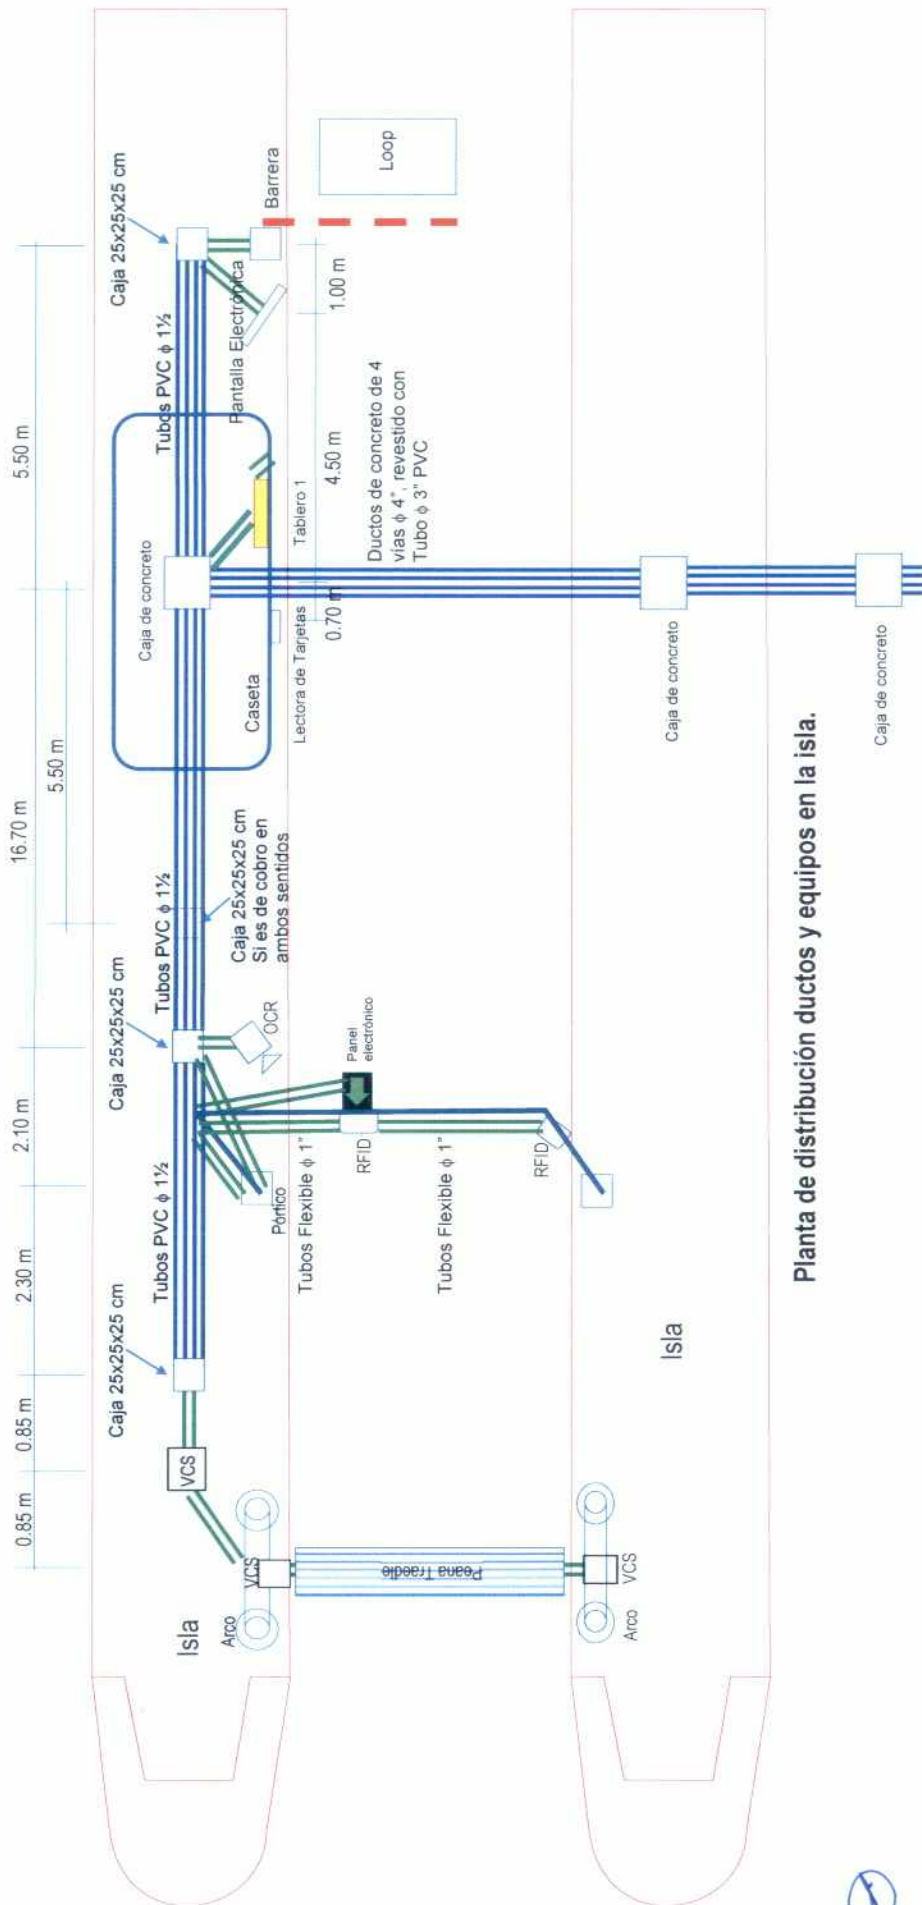 0.85 m
0.85 m
2.30 m
2.10 m
16.70 m
5.50 m
5.50 m
Caja 25x25x25 cm
Caja 25x25x25 cm
Caja 25x25x25 cm
Tubos PVC ϕ 1½
Tubos PVC ϕ 1½
Tubos PVC ϕ 1½
Caja de concreto
VCS
Isla
Arco
VCS
Pórtico
OCR
Caja 25x25x25 cm
Si es de cobro en
ambos sentidos
Caseta
Pantalla Electrónica
Barrera
Lectora de Tarjetas
Tablero 1
Tubos Flexible ϕ 1"
RFID
Panel
electrónico
0.70 m
4.50 m
1.00 m
Loop
Peana Traedle
Ductos de concreto de 4
vías ϕ 4", revestido con
Tubo ϕ 3" PVC
Tubos Flexible ϕ 1"
RFID
Arco
VCS
Isla
Caja de concreto
Planta de distribución ductos y equipos en la isla.
Caja de concreto